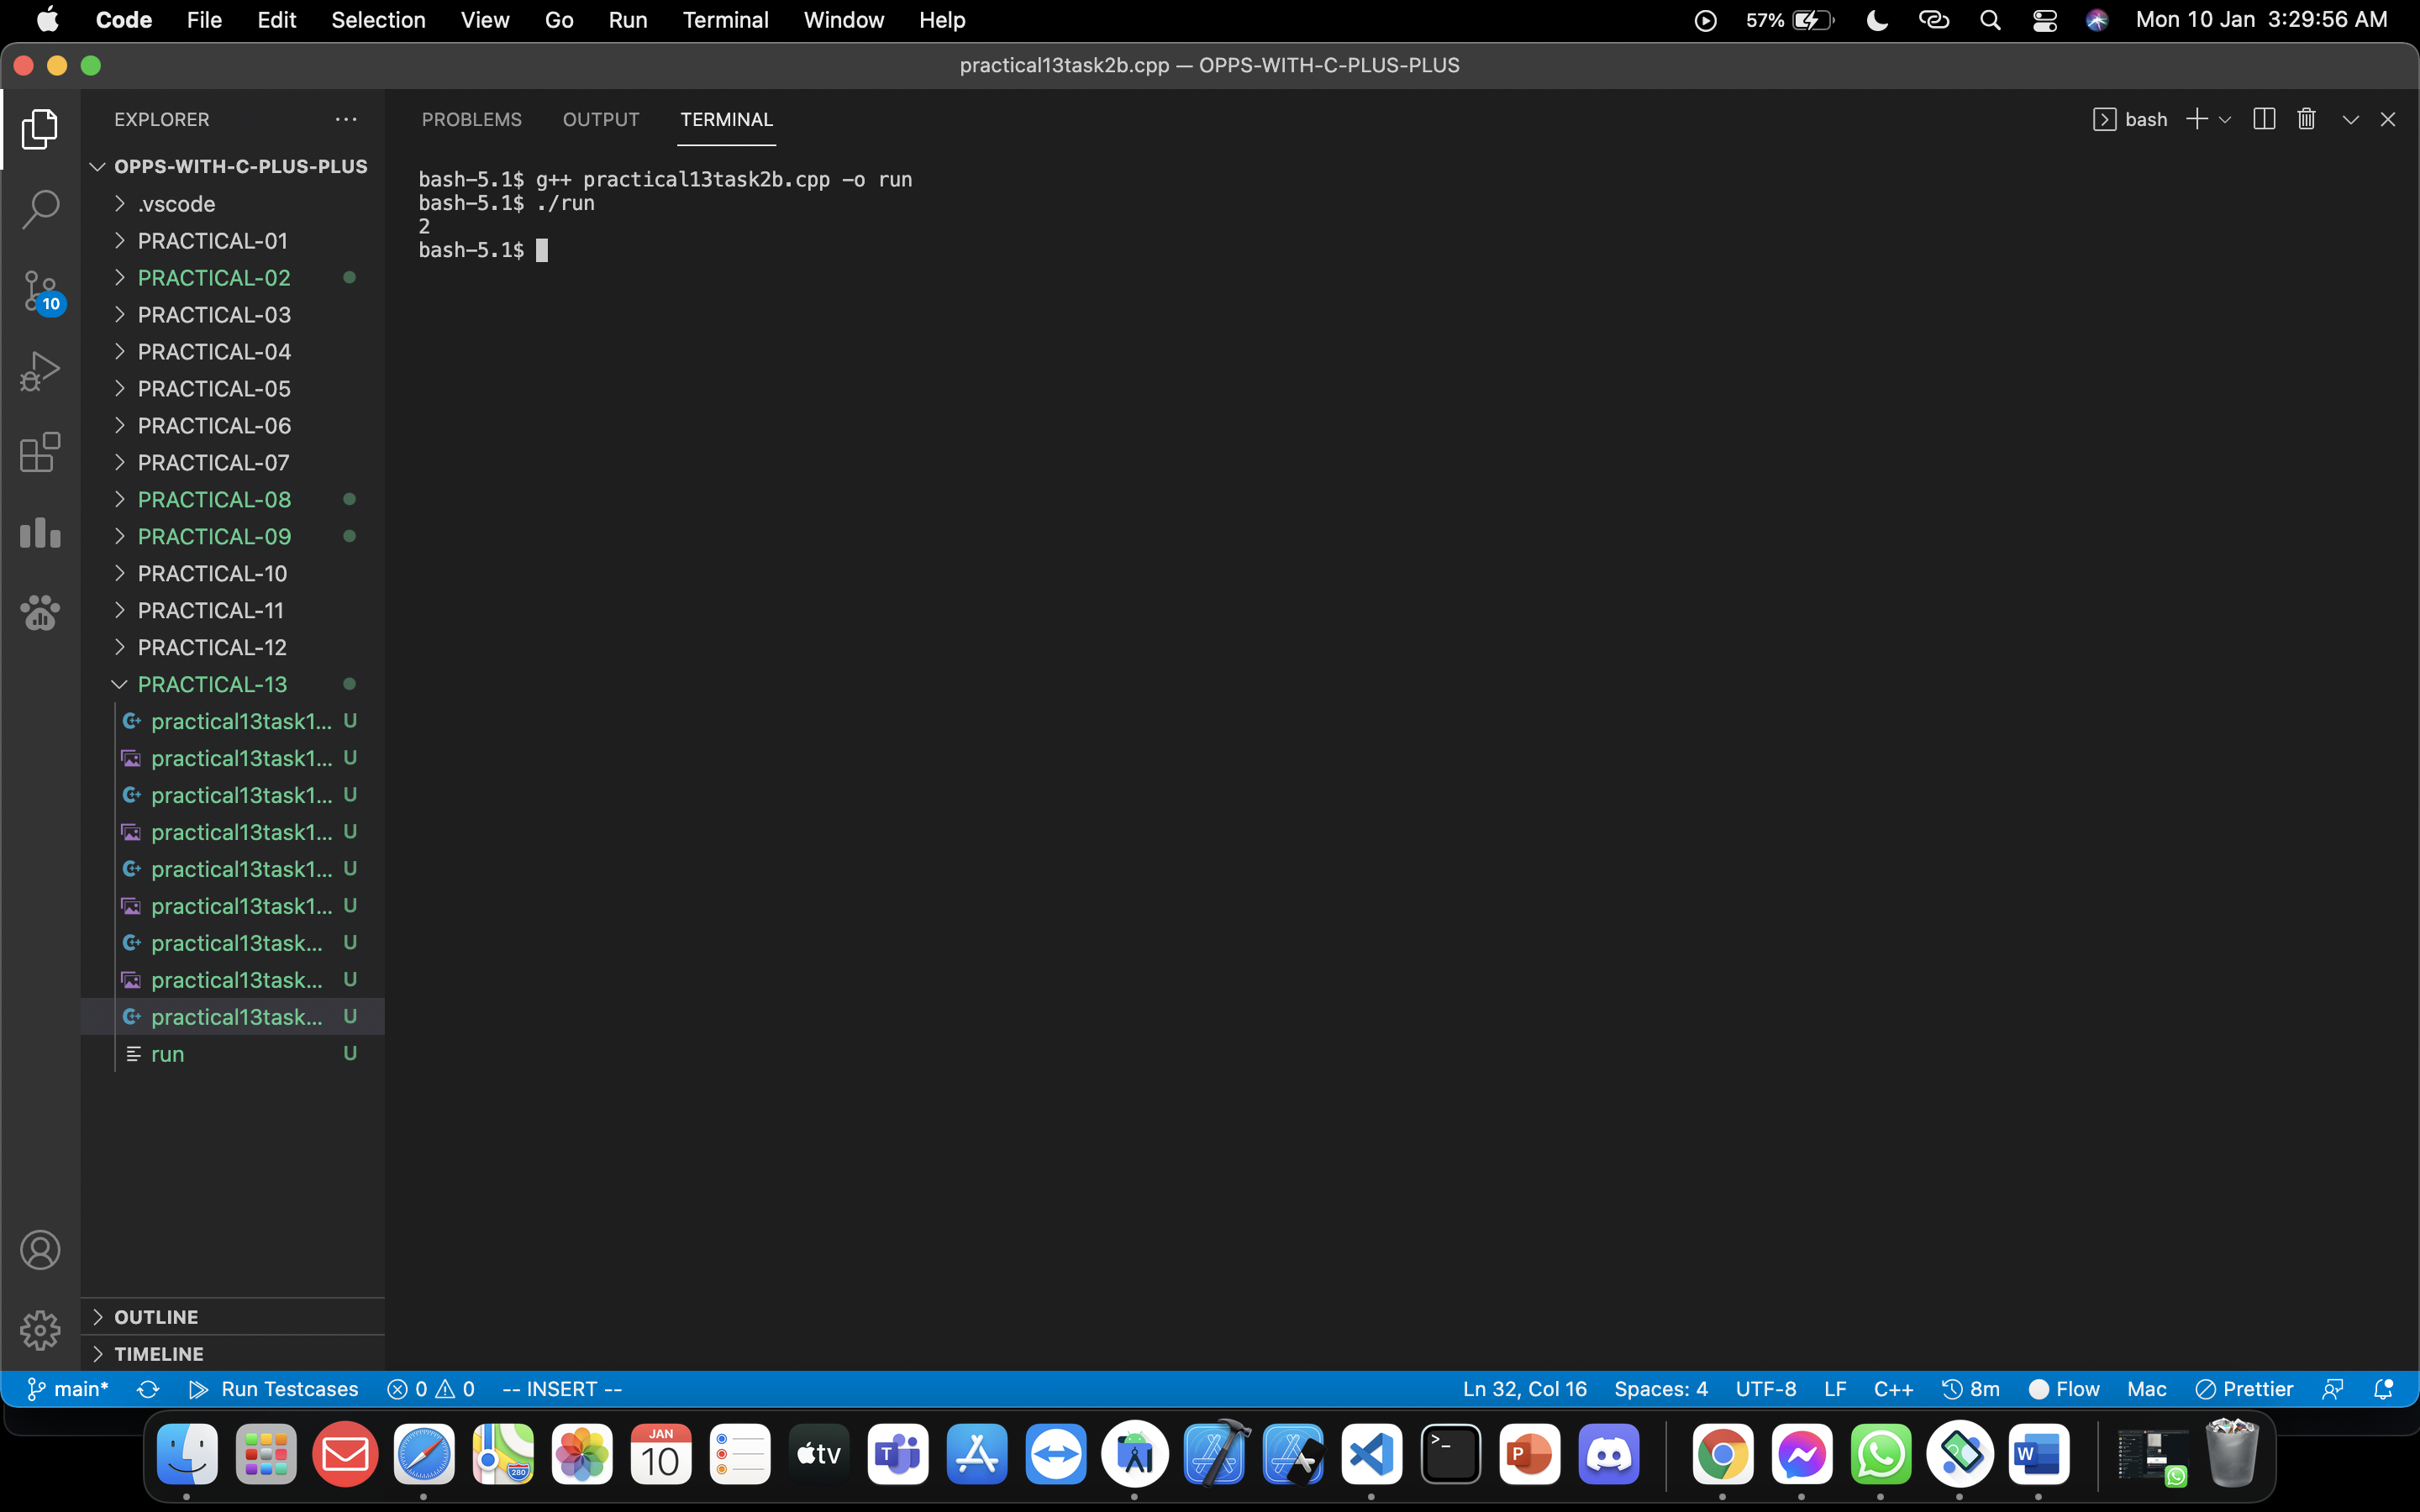 Code File Edit Selection View Go Run Terminal Window Help 57% Mon 10 Jan 3:29:56 AM
practical13task2b.cpp — OPPS-WITH-C-PLUS-PLUS
EXPLORER
PROBLEMS OUTPUT TERMINAL bash
OPPS-WITH-C-PLUS-PLUS
.vscode
PRACTICAL-01
PRACTICAL-02
PRACTICAL-03
PRACTICAL-04
PRACTICAL-05
PRACTICAL-06
PRACTICAL-07
PRACTICAL-08
PRACTICAL-09
PRACTICAL-10
PRACTICAL-11
PRACTICAL-12
PRACTICAL-13
practical13task1... U
practical13task1... U
practical13task1... U
practical13task1... U
practical13task1... U
practical13task1... U
practical13task... U
practical13task... U
practical13task... U
run U
10
OUTLINE
TIMELINE
bash-5.1$ g++ practical13task2b.cpp -o run
bash-5.1$ ./run
2
bash-5.1$
main* Run Testcases 0 0 -- INSERT -- Ln 32, Col 16 Spaces: 4 UTF-8 LF C++ 8m Flow Mac Prettier
280
JAN
10
tv
T
>_
P
W